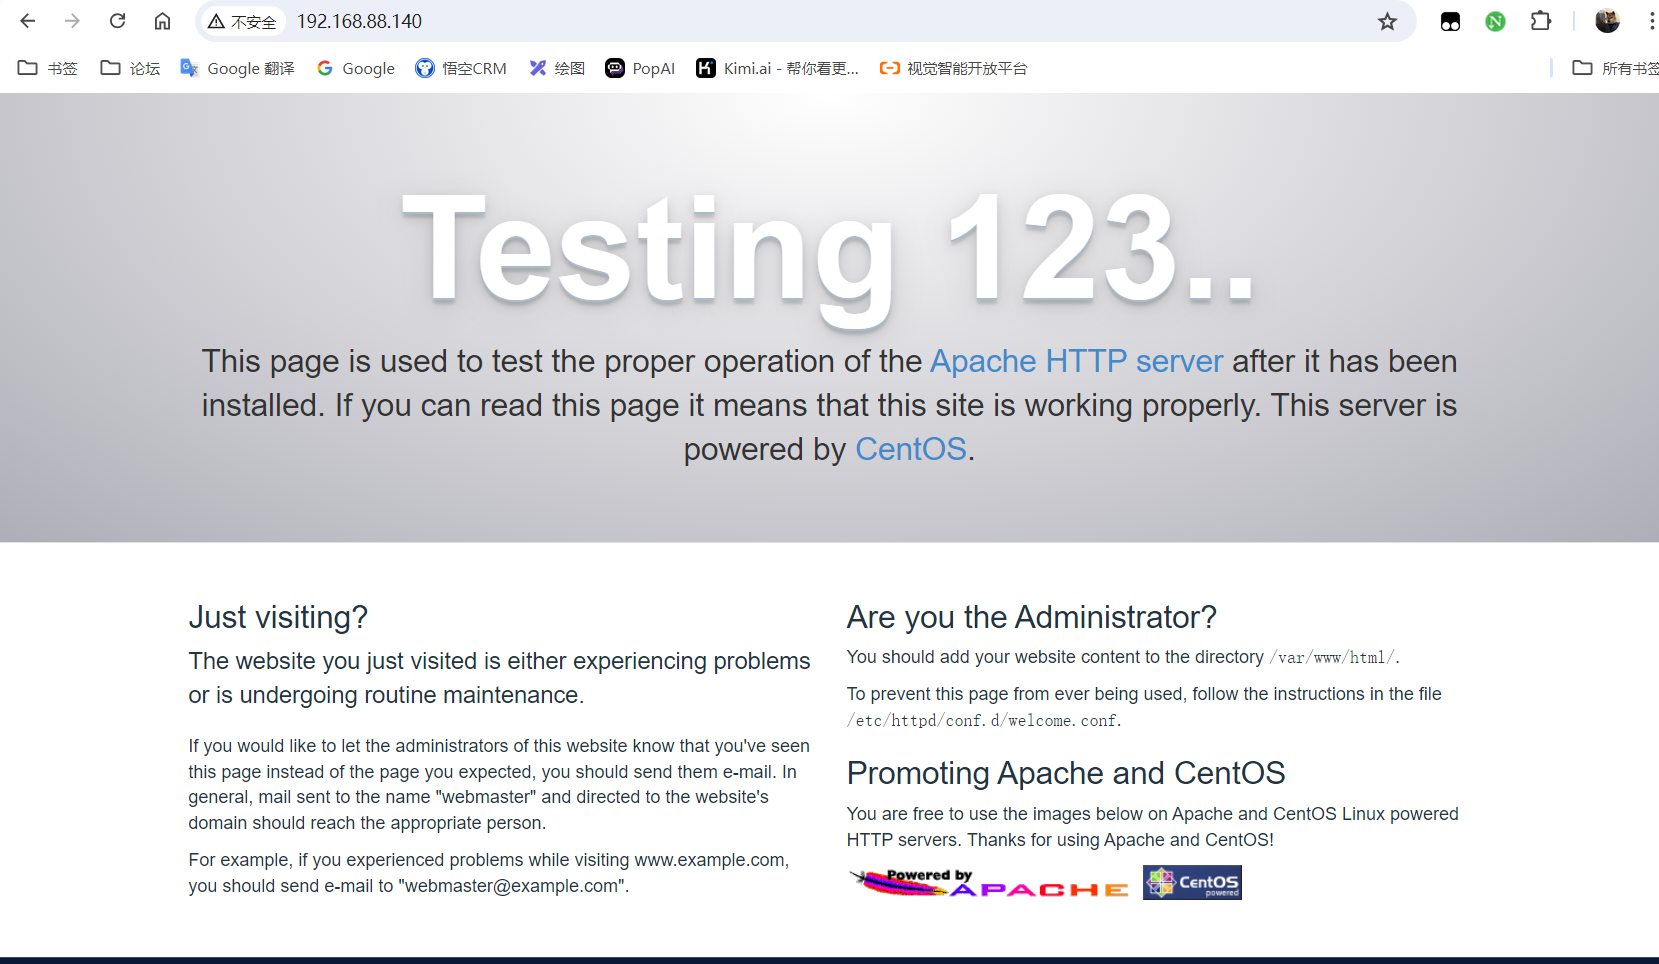 不安全 192.168.88.140
书签 论坛 Google 翻译 Google 悟空CRM 绘图 PopAI Kimi.ai - 帮你看更... 视觉智能开放平台 所有书签
Testing 123..
This page is used to test the proper operation of the Apache HTTP server after it has been
installed. If you can read this page it means that this site is working properly. This server is
powered by CentOS.
Just visiting?
The website you just visited is either experiencing problems
or is undergoing routine maintenance.
If you would like to let the administrators of this website know that you've seen
this page instead of the page you expected, you should send them e-mail. In
general, mail sent to the name "webmaster" and directed to the website's
domain should reach the appropriate person.
For example, if you experienced problems while visiting www.example.com,
you should send e-mail to "webmaster@example.com".
Are you the Administrator?
You should add your website content to the directory /var/www/html/.
To prevent this page from ever being used, follow the instructions in the file
/etc/httpd/conf.d/welcome.conf.
Promoting Apache and CentOS
You are free to use the images below on Apache and CentOS Linux powered
HTTP servers. Thanks for using Apache and CentOS!
Powered by
APACHE
CentOS
powered